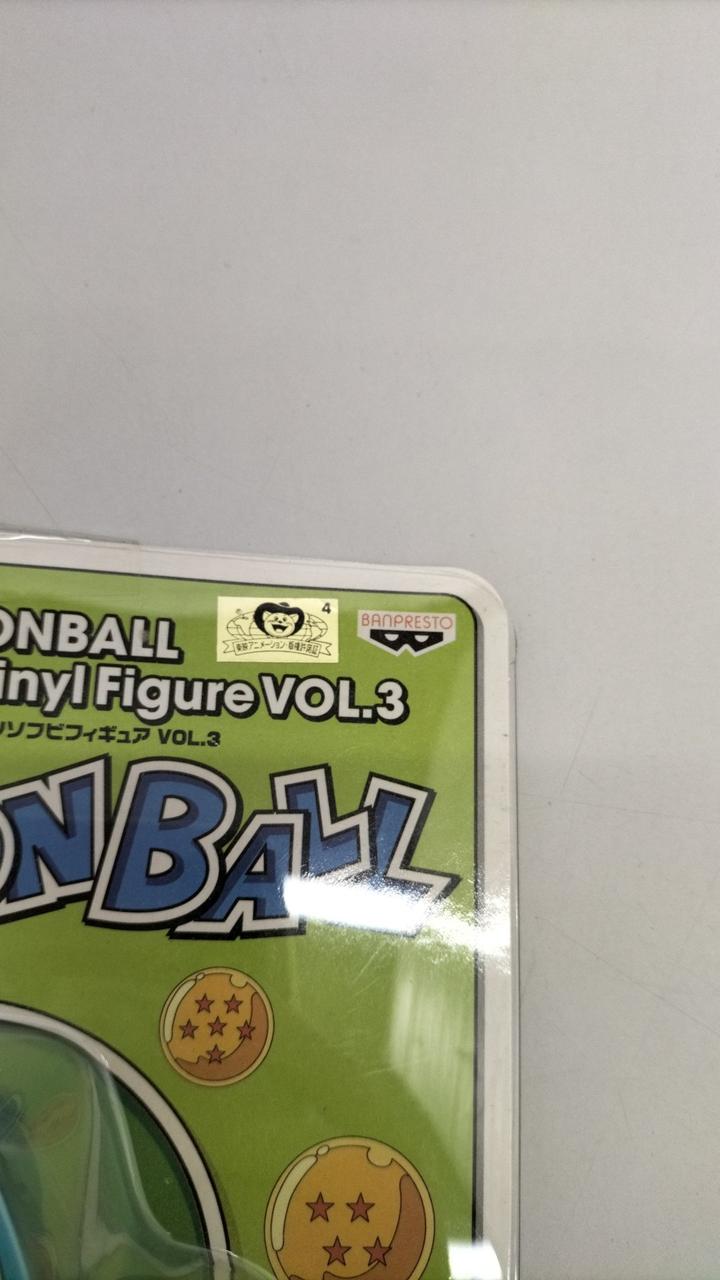 ONBALL
inyl Figure VOL.3
ソフビフィギュア VOL.3
4
東映アニメーション・版権許諾証
BANPRESTO
ONBALL